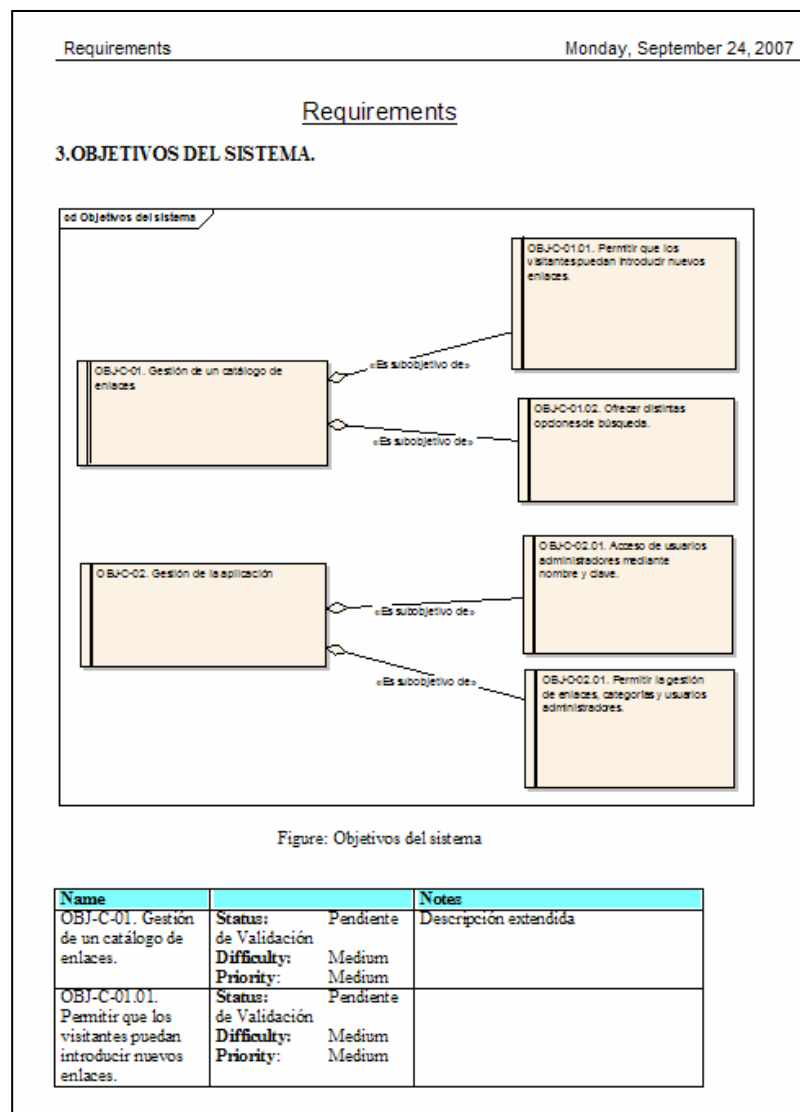 Requirements Monday, September 24, 2007
Requirements
3.OBJETIVOS DEL SISTEMA.
od Objetivos del sistema
OBJ-C-01.01. Permitir que los
visitantes puedan introducir nuevos
enlaces.
«Es subobjetivo de»
OBJ-C-01. Gestión de un catálogo de
enlaces
OBJ-C-01.02. Ofrecer distintas
opciones de búsqueda.
«Es subobjetivo de»
OBJ-C-02.01. Acceso de usuarios
administradores mediante
nombre y clave.
OBJ-C-02. Gestión de la aplicación
«Es subobjetivo de»
«Es subobjetivo de»
OBJ-C-02.01. Permitir la gestión
de enlaces, categorías y usuarios
administradores.
Figure: Objetivos del sistema
Name Notes
OBJ-C-01. Gestión Status: Pendiente Descripción extendida
de un catálogo de de Validación
enlaces. Difficulty: Medium
Priority: Medium
OBJ-C-01.01. Status: Pendiente
Permitir que los de Validación
visitantes puedan Difficulty: Medium
introducir nuevos Priority: Medium
enlaces.